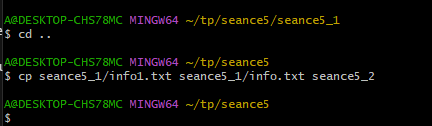 A@DESKTOP-CHS78MC MINGW64 ~/tp/seance5/seance5_1
$ cd ..
A@DESKTOP-CHS78MC MINGW64 ~/tp/seance5
$ cp seance5_1/info1.txt seance5_1/info.txt seance5_2
A@DESKTOP-CHS78MC MINGW64 ~/tp/seance5
$